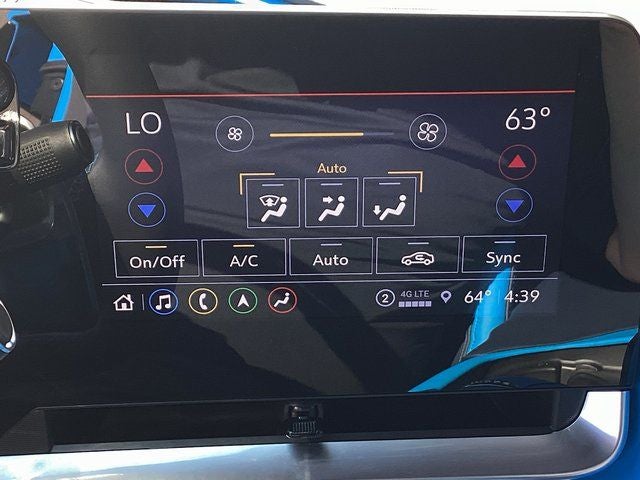 LO 63°
Auto
On/Off A/C Auto Sync
2 4G LTE 64° 4:39